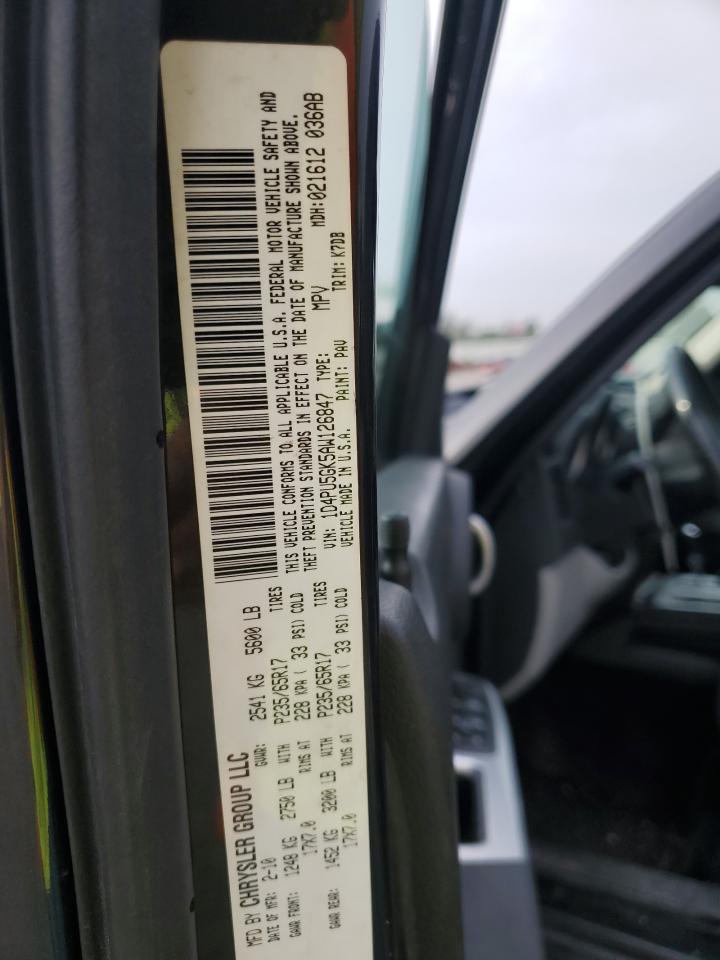 MFD BY CHRYSLER GROUP LLC
DATE OF MFR: 2-10 GVWR: 2541 KG 5600 LB
GAWR FRONT: 1248 KG 2750 LB WITH P235/65R17 TIRES
17X7.0 RIMS AT 228 KPA ( 33 PSI) COLD
GAWR REAR: 1452 KG 3200 LB WITH P235/65R17 TIRES
17X7.0 RIMS AT 228 KPA ( 33 PSI) COLD
THIS VEHICLE CONFORMS TO ALL APPLICABLE U.S.A. FEDERAL MOTOR VEHICLE SAFETY AND
THEFT PREVENTION STANDARDS IN EFFECT ON THE DATE OF MANUFACTURE SHOWN ABOVE.
VIN: 1D4PU5GK5AW126847 TYPE: MPV MDH:021612 036AB
VEHICLE MADE IN U.S.A. PAINT: PAV TRIM: K7DB